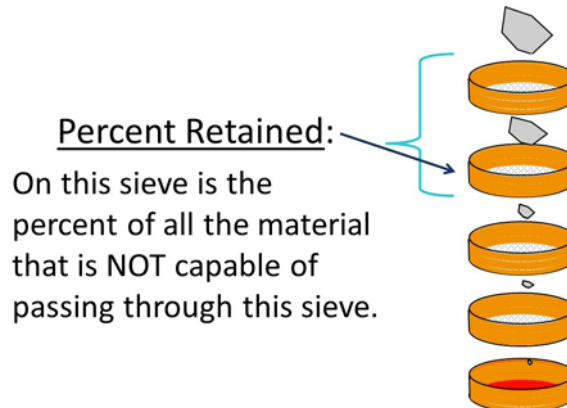 Percent Retained:
On this sieve is the
percent of all the material
that is NOT capable of
passing through this sieve.